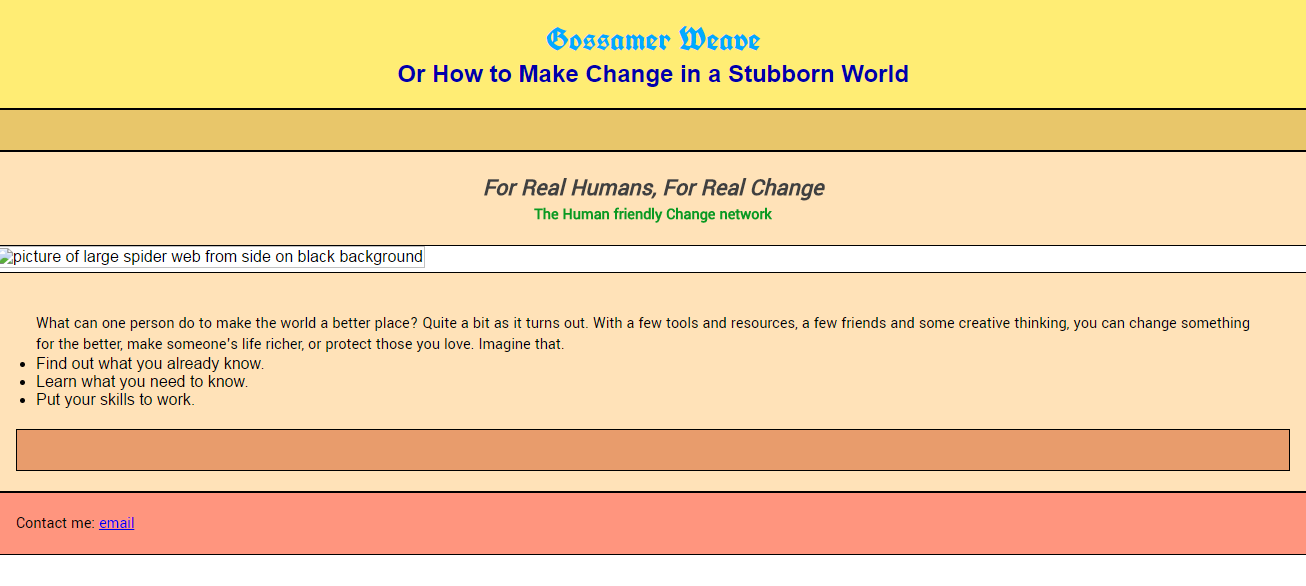 Gossamer Weave
Or How to Make Change in a Stubborn World
For Real Humans, For Real Change
The Human friendly Change network
picture of large spider web from side on black background
What can one person do to make the world a better place? Quite a bit as it turns out. With a few tools and resources, a few friends and some creative thinking, you can change something
for the better, make someone's life richer, or protect those you love. Imagine that.
Find out what you already know.
Learn what you need to know.
Put your skills to work.
Contact me: email